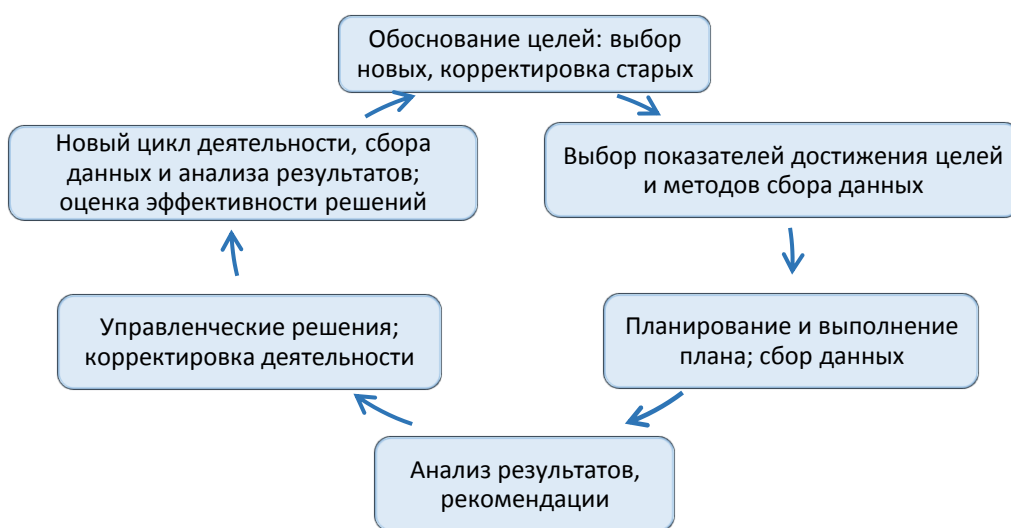 Обоснование целей: выбор
новых, корректировка старых
Выбор показателей достижения целей
и методов сбора данных
Планирование и выполнение
плана; сбор данных
Анализ результатов,
рекомендации
Управленческие решения;
корректировка деятельности
Новый цикл деятельности, сбора
данных и анализа результатов;
оценка эффективности решений